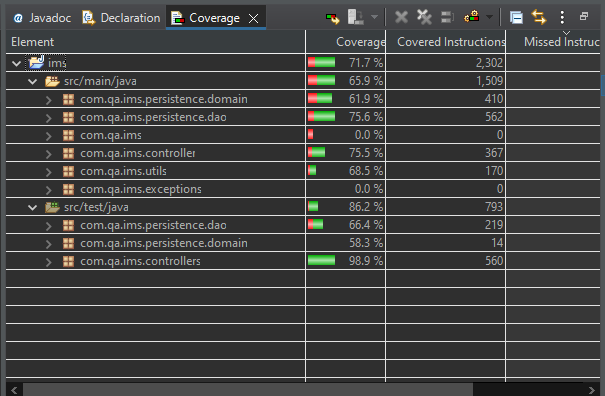 @ Javadoc Declaration Coverage
Element Coverage Covered Instructions Missed Instruc
ims 71.7 % 2,302
src/main/java 65.9 % 1,509
com.qa.ims.persistence.domain 61.9 % 410
com.qa.ims.persistence.dao 75.6 % 562
com.qa.ims 0.0 % 0
com.qa.ims.controller 75.5 % 367
com.qa.ims.utils 68.5 % 170
com.qa.ims.exceptions 0.0 % 0
src/test/java 86.2 % 793
com.qa.ims.persistence.dao 66.4 % 219
com.qa.ims.persistence.domain 58.3 % 14
com.qa.ims.controllers 98.9 % 560